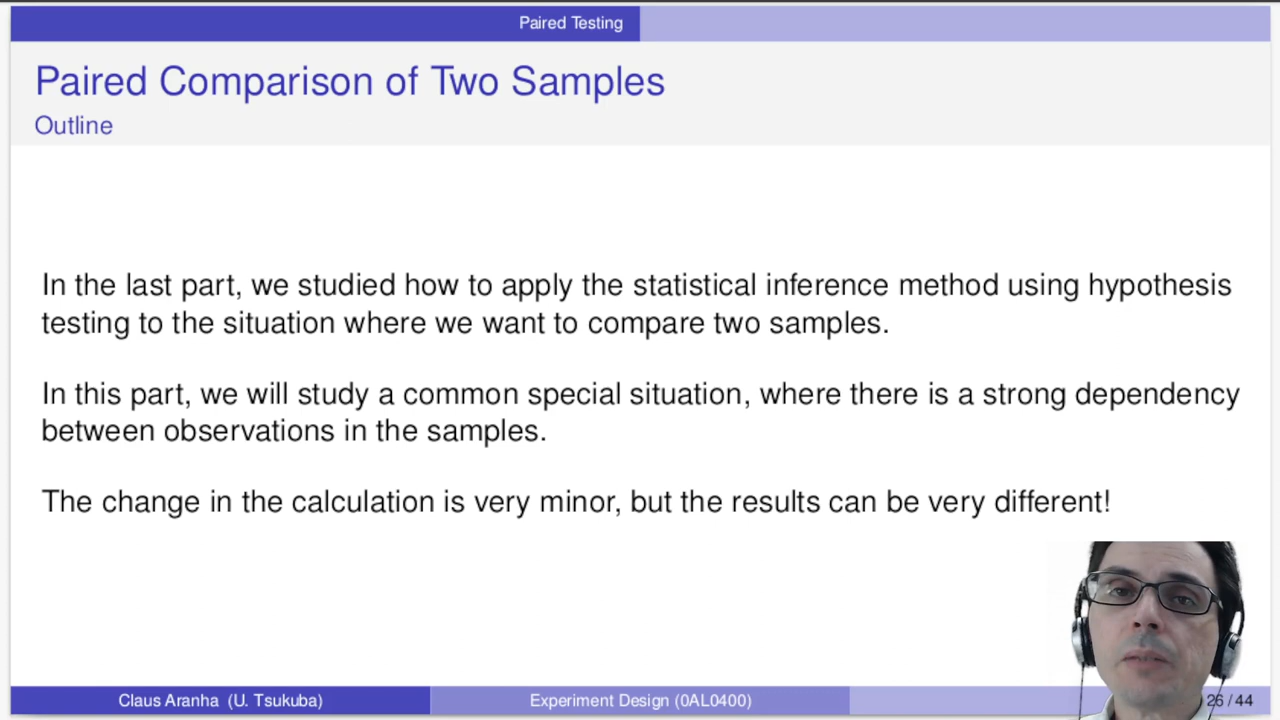 Paired Testing
Paired Comparison of Two Samples
Outline
In the last part, we studied how to apply the statistical inference method using hypothesis
testing to the situation where we want to compare two samples.
In this part, we will study a common special situation, where there is a strong dependency
between observations in the samples.
The change in the calculation is very minor, but the results can be very different!
Claus Aranha (U. Tsukuba)
Experiment Design (0AL0400)
26 / 44